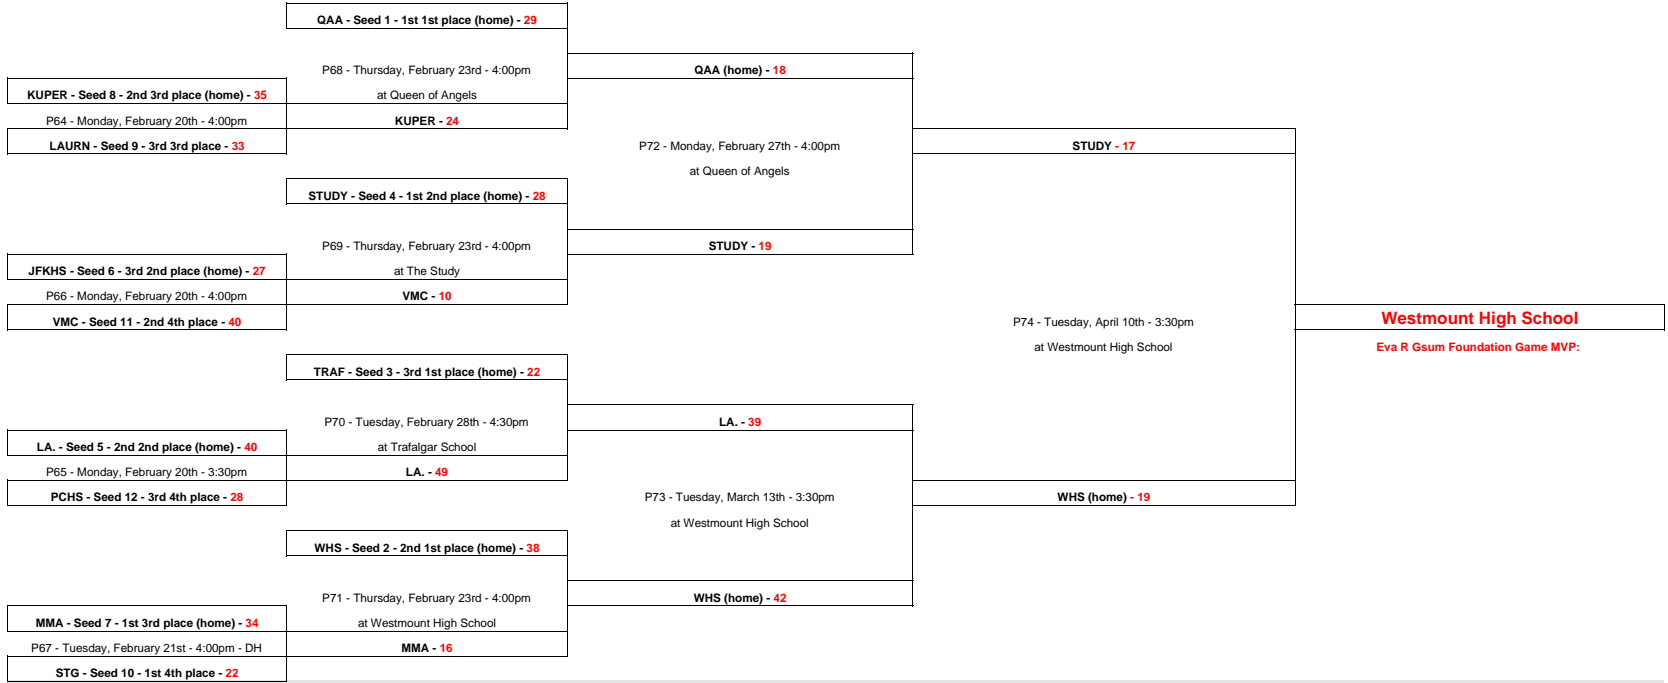 QAA - Seed 1 - 1st 1st place (home) - 29
P68 - Thursday, February 23rd - 4:00pm
QAA (home) - 18
KUPER - Seed 8 - 2nd 3rd place (home) - 35
at Queen of Angels
P64 - Monday, February 20th - 4:00pm
KUPER - 24
LAURN - Seed 9 - 3rd 3rd place - 33
P72 - Monday, February 27th - 4:00pm
STUDY - 17
at Queen of Angels
STUDY - Seed 4 - 1st 2nd place (home) - 28
P69 - Thursday, February 23rd - 4:00pm
STUDY - 19
JFKHS - Seed 6 - 3rd 2nd place (home) - 27
at The Study
P66 - Monday, February 20th - 4:00pm
VMC - 10
VMC - Seed 11 - 2nd 4th place - 40
P74 - Tuesday, April 10th - 3:30pm
Westmount High School
at Westmount High School
Eva R Gsum Foundation Game MVP:
TRAF - Seed 3 - 3rd 1st place (home) - 22
P70 - Tuesday, February 28th - 4:30pm
LA. - 39
LA. - Seed 5 - 2nd 2nd place (home) - 40
at Trafalgar School
P65 - Monday, February 20th - 3:30pm
LA. - 49
PCHS - Seed 12 - 3rd 4th place - 28
P73 - Tuesday, March 13th - 3:30pm
WHS (home) - 19
at Westmount High School
WHS - Seed 2 - 2nd 1st place (home) - 38
P71 - Thursday, February 23rd - 4:00pm
WHS (home) - 42
MMA - Seed 7 - 1st 3rd place (home) - 34
at Westmount High School
P67 - Tuesday, February 21st - 4:00pm - DH
MMA - 16
STG - Seed 10 - 1st 4th place - 22